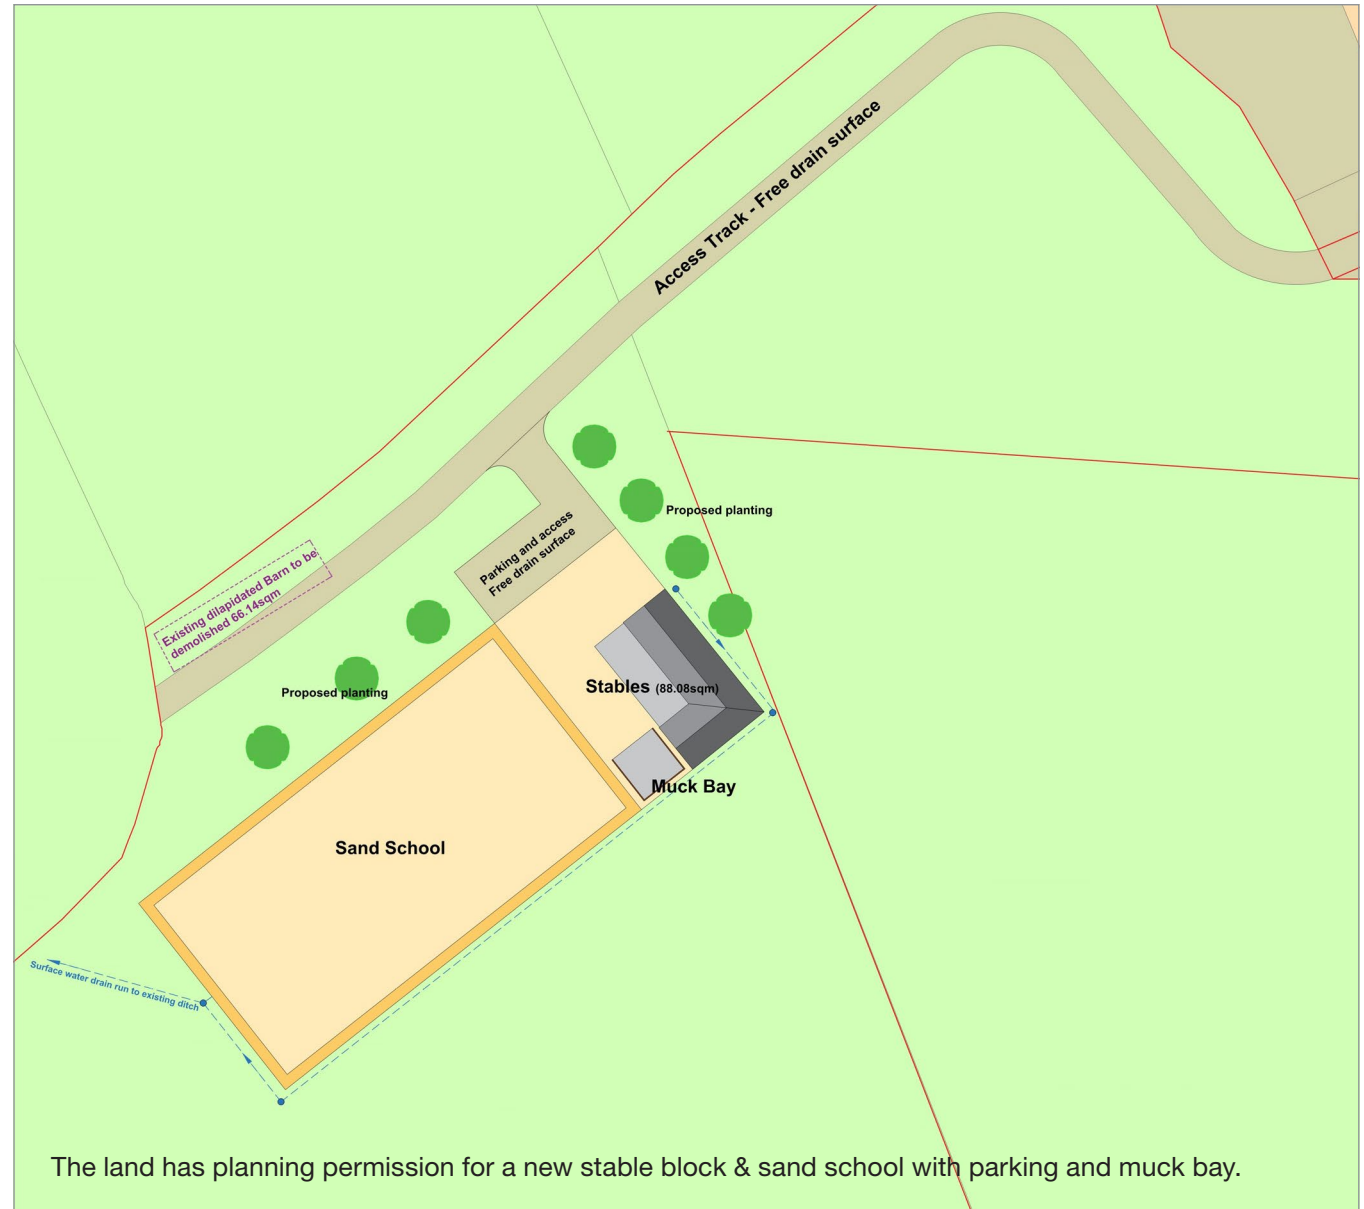 Access Track - Free drain surface
Proposed planting
Parking and access
Free drain surface
Existing dilapidated Barn to be
demolished 66.14sqm
Stables (88.08sqm)
Proposed planting
Muck Bay
Sand School
Surface water drain run to existing ditch
The land has planning permission for a new stable block & sand school with parking and muck bay.